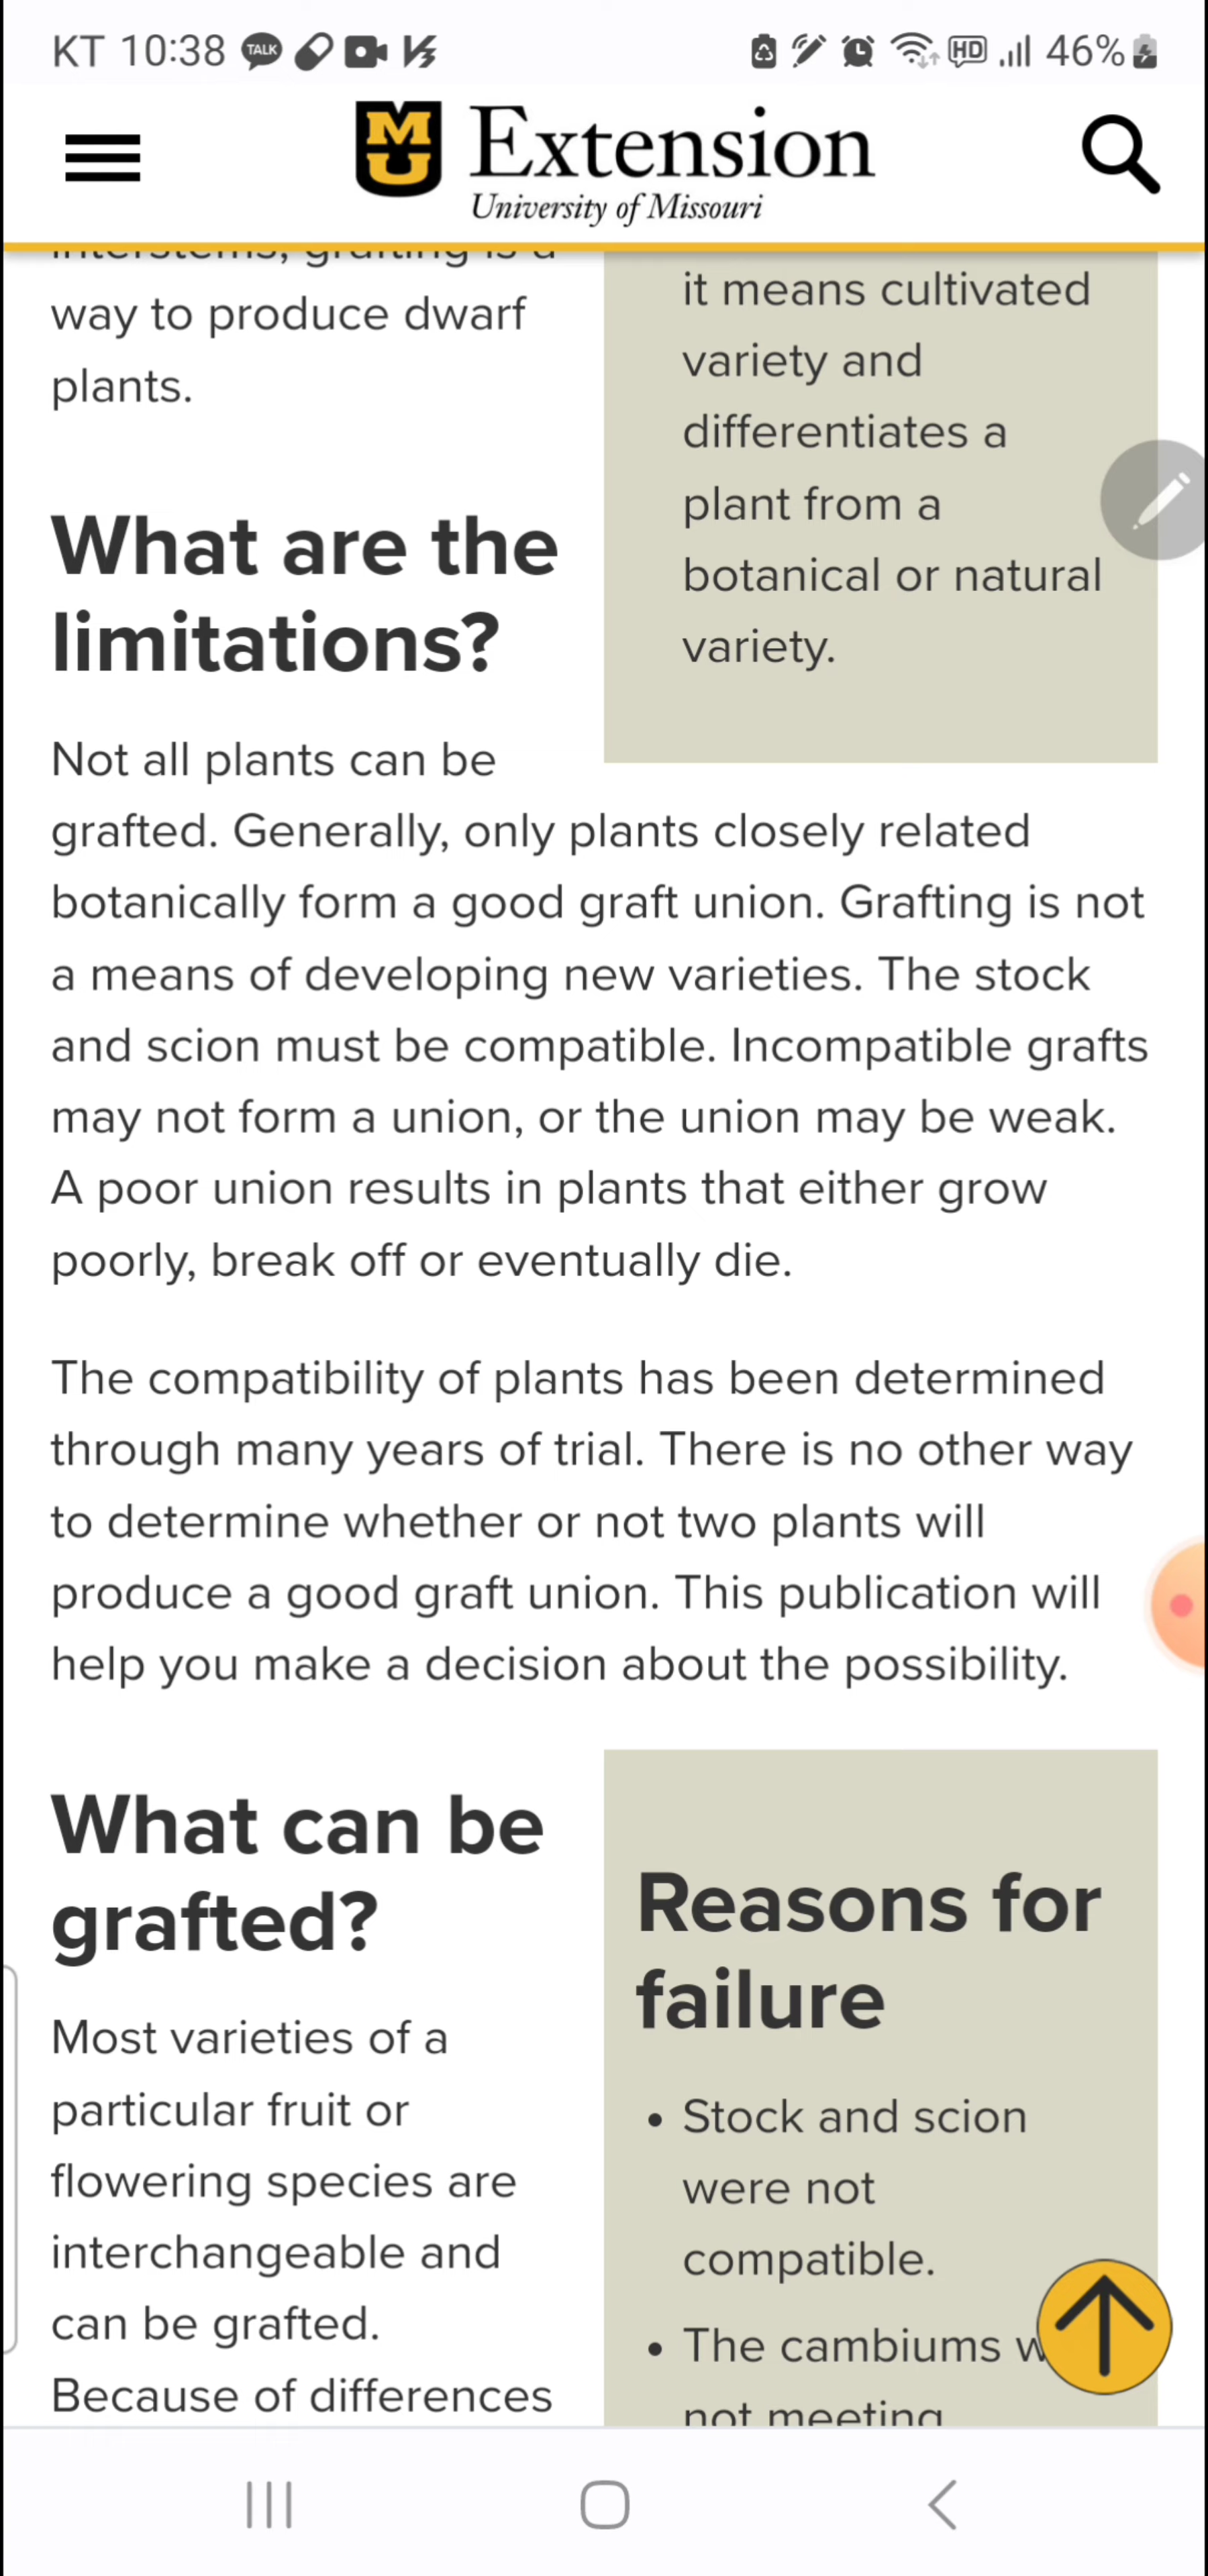 KT 10:38 TALK HD 46%
MU Extension
University of Missouri
interstems, grafting is a
way to produce dwarf
plants.
it means cultivated
variety and
differentiates a
plant from a
botanical or natural
variety.
What are the
limitations?
Not all plants can be
grafted. Generally, only plants closely related
botanically form a good graft union. Grafting is not
a means of developing new varieties. The stock
and scion must be compatible. Incompatible grafts
may not form a union, or the union may be weak.
A poor union results in plants that either grow
poorly, break off or eventually die.
The compatibility of plants has been determined
through many years of trial. There is no other way
to determine whether or not two plants will
produce a good graft union. This publication will
help you make a decision about the possibility.
What can be
grafted?
Most varieties of a
particular fruit or
flowering species are
interchangeable and
can be grafted.
Because of differences
Reasons for
failure
• Stock and scion
were not
compatible.
• The cambiums
not meeting